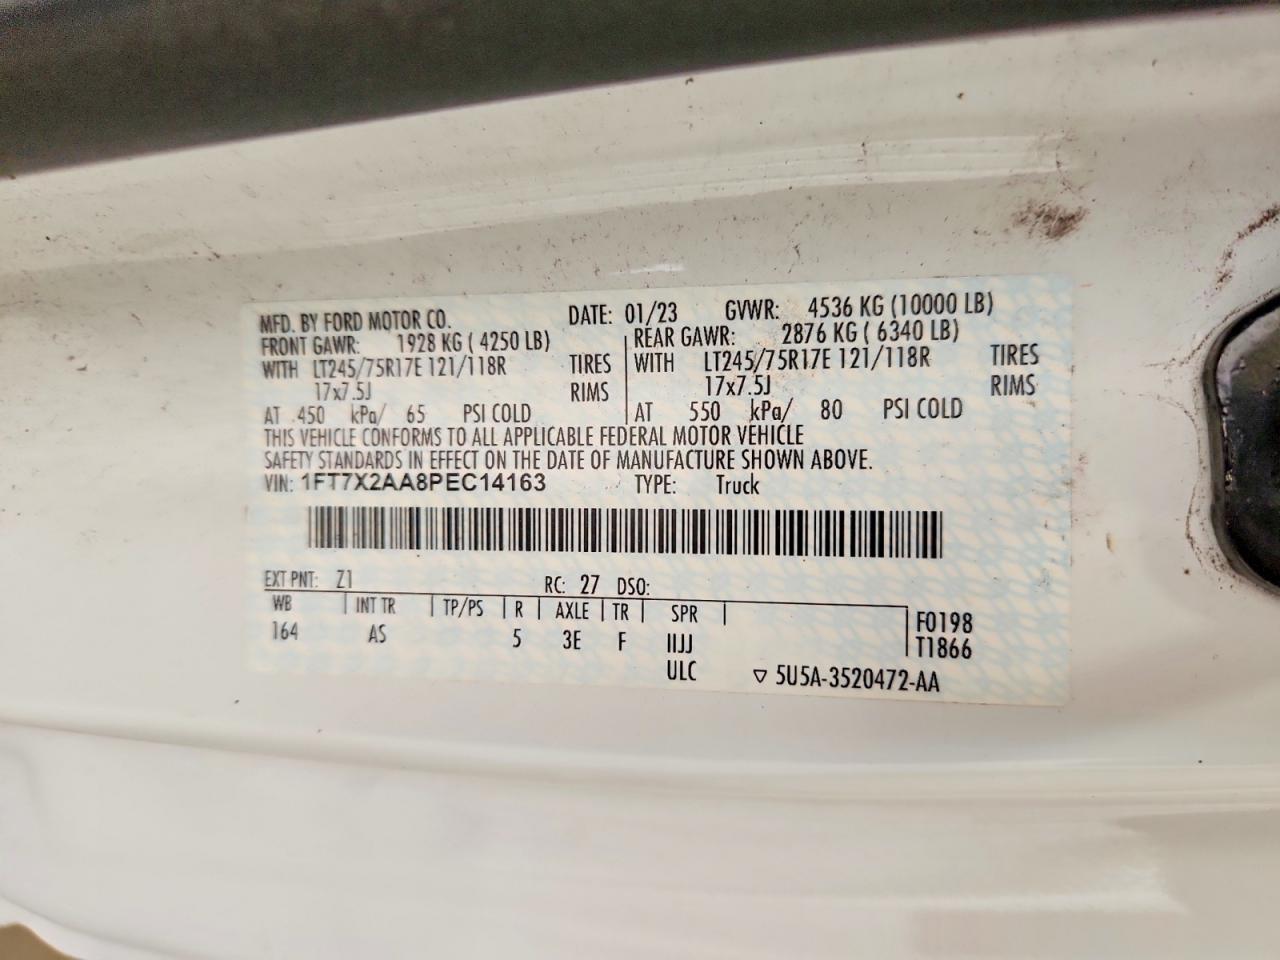 MFD. BY FORD MOTOR CO. DATE: 01/23 GVWR: 4536 KG (10000 LB)
FRONT GAWR: 1928 KG ( 4250 LB) REAR GAWR: 2876 KG ( 6340 LB)
WITH LT245/75R17E 121/118R TIRES WITH LT245/75R17E 121/118R TIRES
17x7.5J RIMS 17x7.5J RIMS
AT 450 kPa/ 65 PSI COLD AT 550 kPa/ 80 PSI COLD
THIS VEHICLE CONFORMS TO ALL APPLICABLE FEDERAL MOTOR VEHICLE
SAFETY STANDARDS IN EFFECT ON THE DATE OF MANUFACTURE SHOWN ABOVE.
VIN: 1FT7X2AA8PEC14163 TYPE: Truck
EXT PNT: Z1 RC: 27 DSO:
WB INT TR TP/PS R AXLE TR SPR F0198
164 AS 5 3E F IIJJ T1866
ULC ▽ 5U5A-3520472-AA